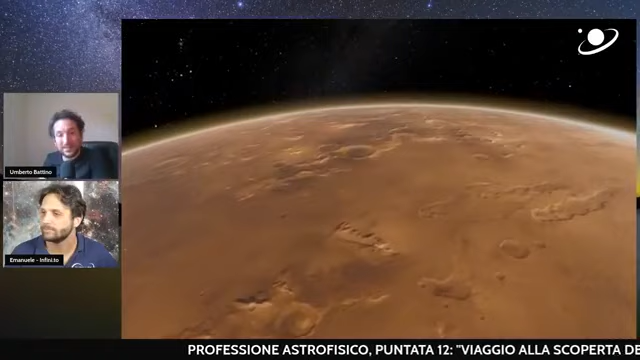 Umberto Battino
Emanuele - Infini.to
PROFESSIONE ASTROFISICO, PUNTATA 12: "VIAGGIO ALLA SCOPERTA DE